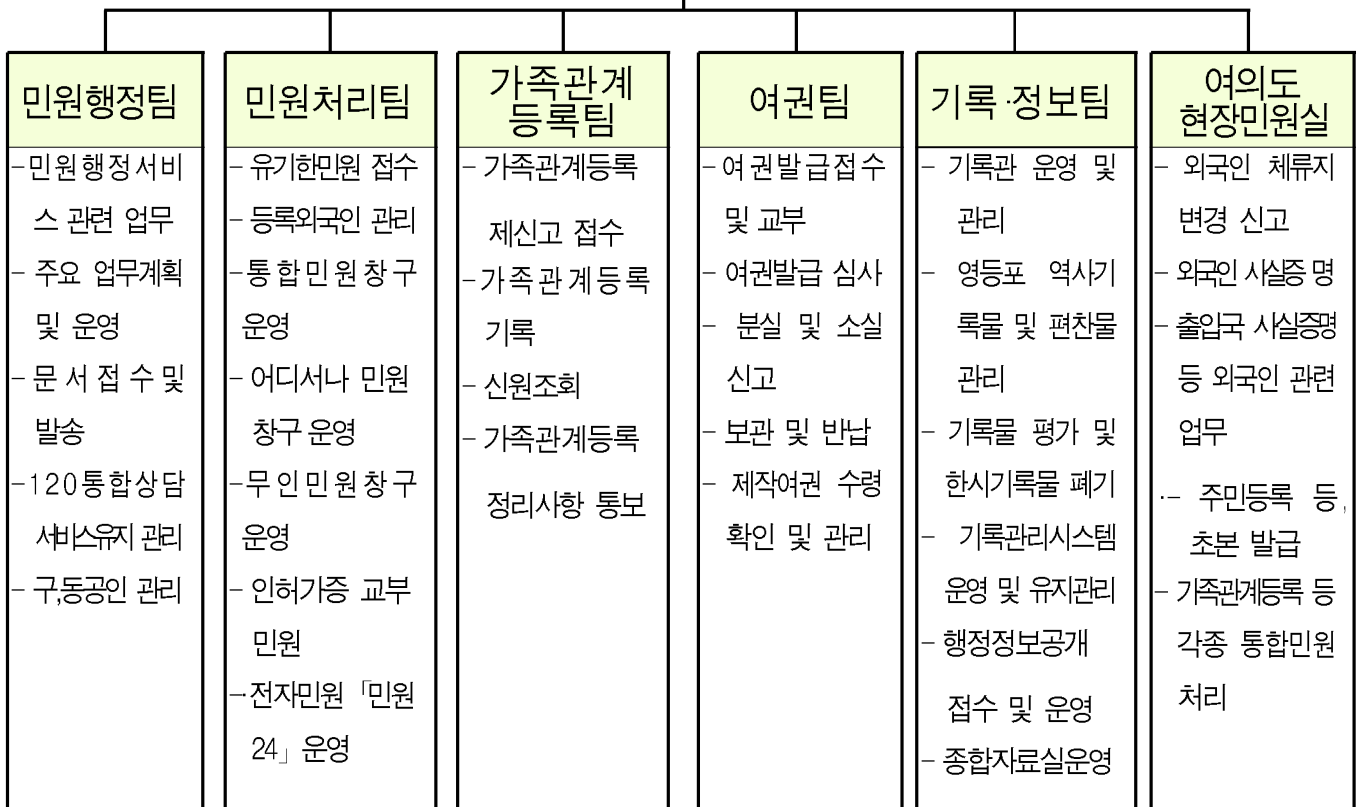 민원행정팀
-민원행정서비
스 관련 업무
- 주요 업무계획
및 운영
- 문서접수및
발송
-120통합상담
서비스유지 관리
- 구,동공인 관리
민원처리팀
- 유기한민원 접수
- 등록외국인 관리
-통합민원창구
운영
- 어디서나 민원
창구 운영
-무인민원창구
운영
- 인허가증 교부
민원
-전자민원「민원
24」운영
가족관계
등록팀
- 가족관계등록
제신고 접수
-가족관계등록
기록
- 신원조회
- 가족관계등록
정리사항 통보
여권팀
-여권발급접수
및 교부
-여권발급 심사
- 분실 및 소실
신고
- 보관 및 반납
- 제작여권 수령
확인 및 관리
기록·정보팀
- 기록관 운영 및
관리
- 영등포 역사기
록물 및 편찬물
관리
- 기록물 평가 및
한시기록물 폐기
- 기록관리시스템
운영 및 유지관리
- 행정정보공개
접수 및 운영
- 종합자료실운영
여의도
현장민원실
- 외국인 체류지
변경 신고
- 외국인 사실증명
- 출입국 사실증명
등 외국인 관련
업무
·- 주민등록 등,
초본 발급
- 가족관계등록 등
각종 통합민원
처리